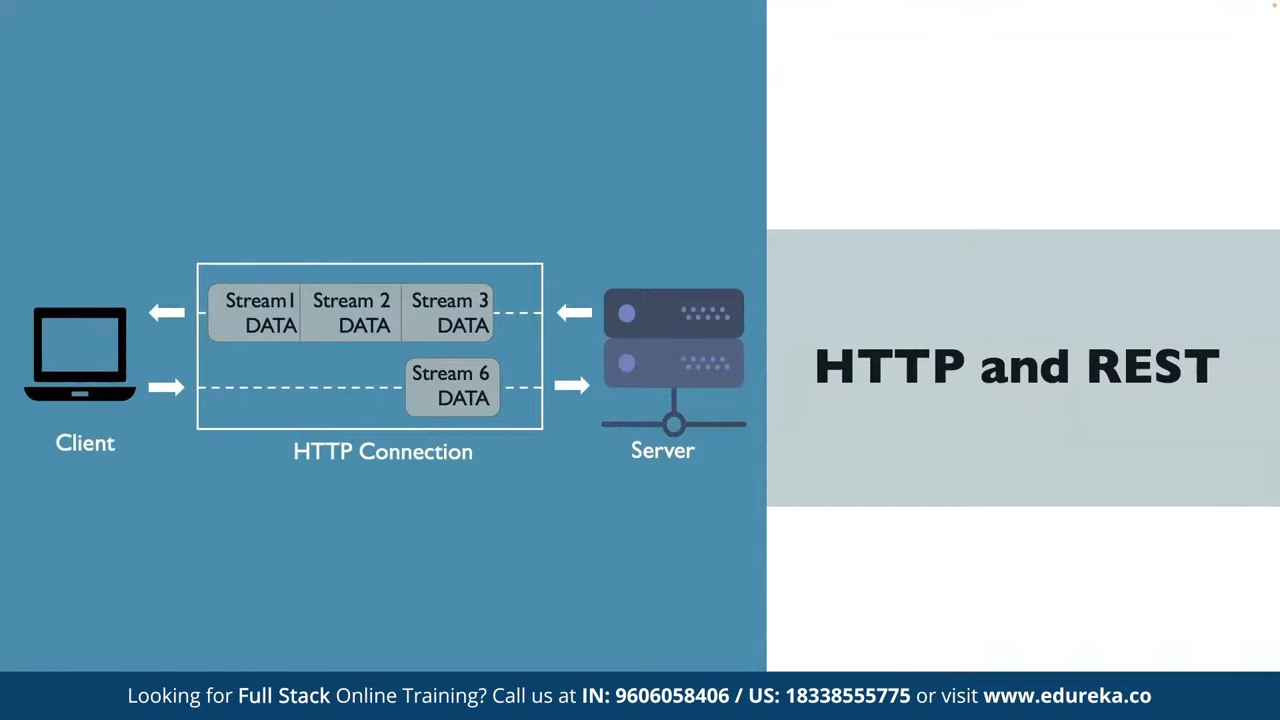 Stream1 Stream 2 Stream 3
DATA DATA DATA
Stream 6
DATA
Client
HTTP Connection
Server
HTTP and REST
Looking for Full Stack Online Training? Call us at IN: 9606058406 / US: 18338555775 or visit www.edureka.co